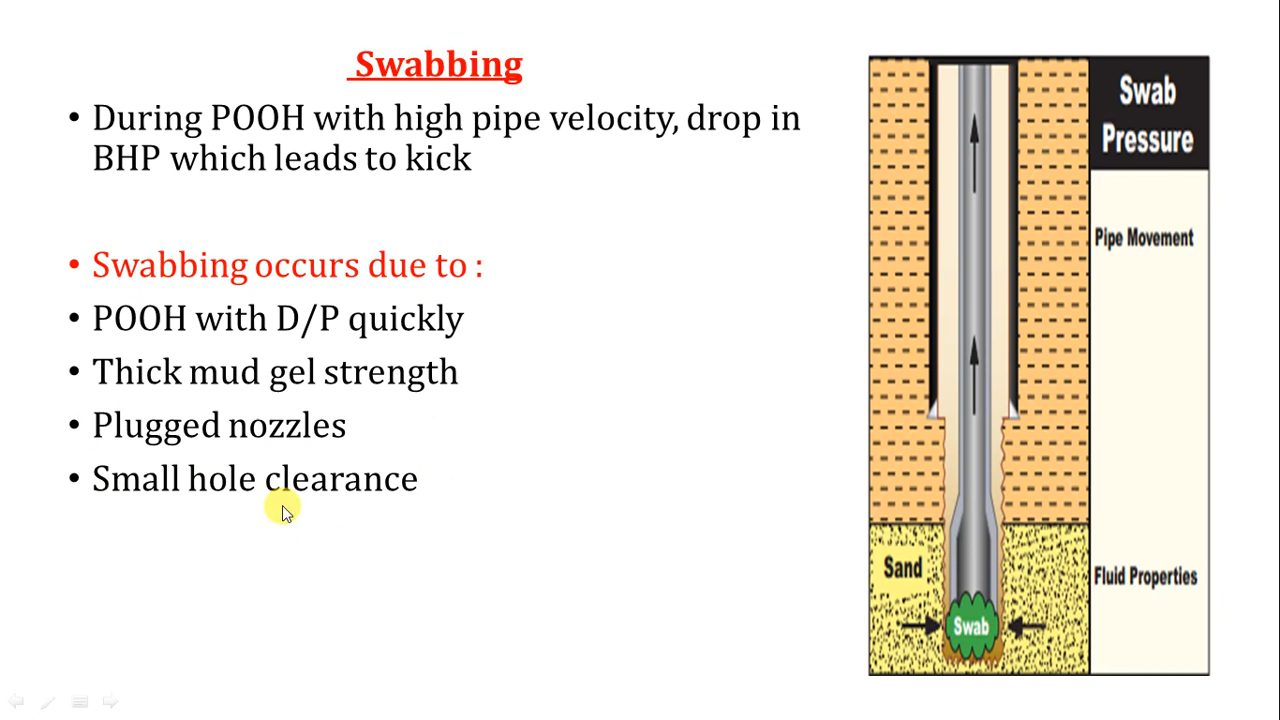 Swabbing
• During POOH with high pipe velocity, drop in
BHP which leads to kick
• Swabbing occurs due to :
• POOH with D/P quickly
• Thick mud gel strength
• Plugged nozzles
• Small hole clearance
Swab
Pressure
Pipe Movement
Sand
Fluid Properties
Swab